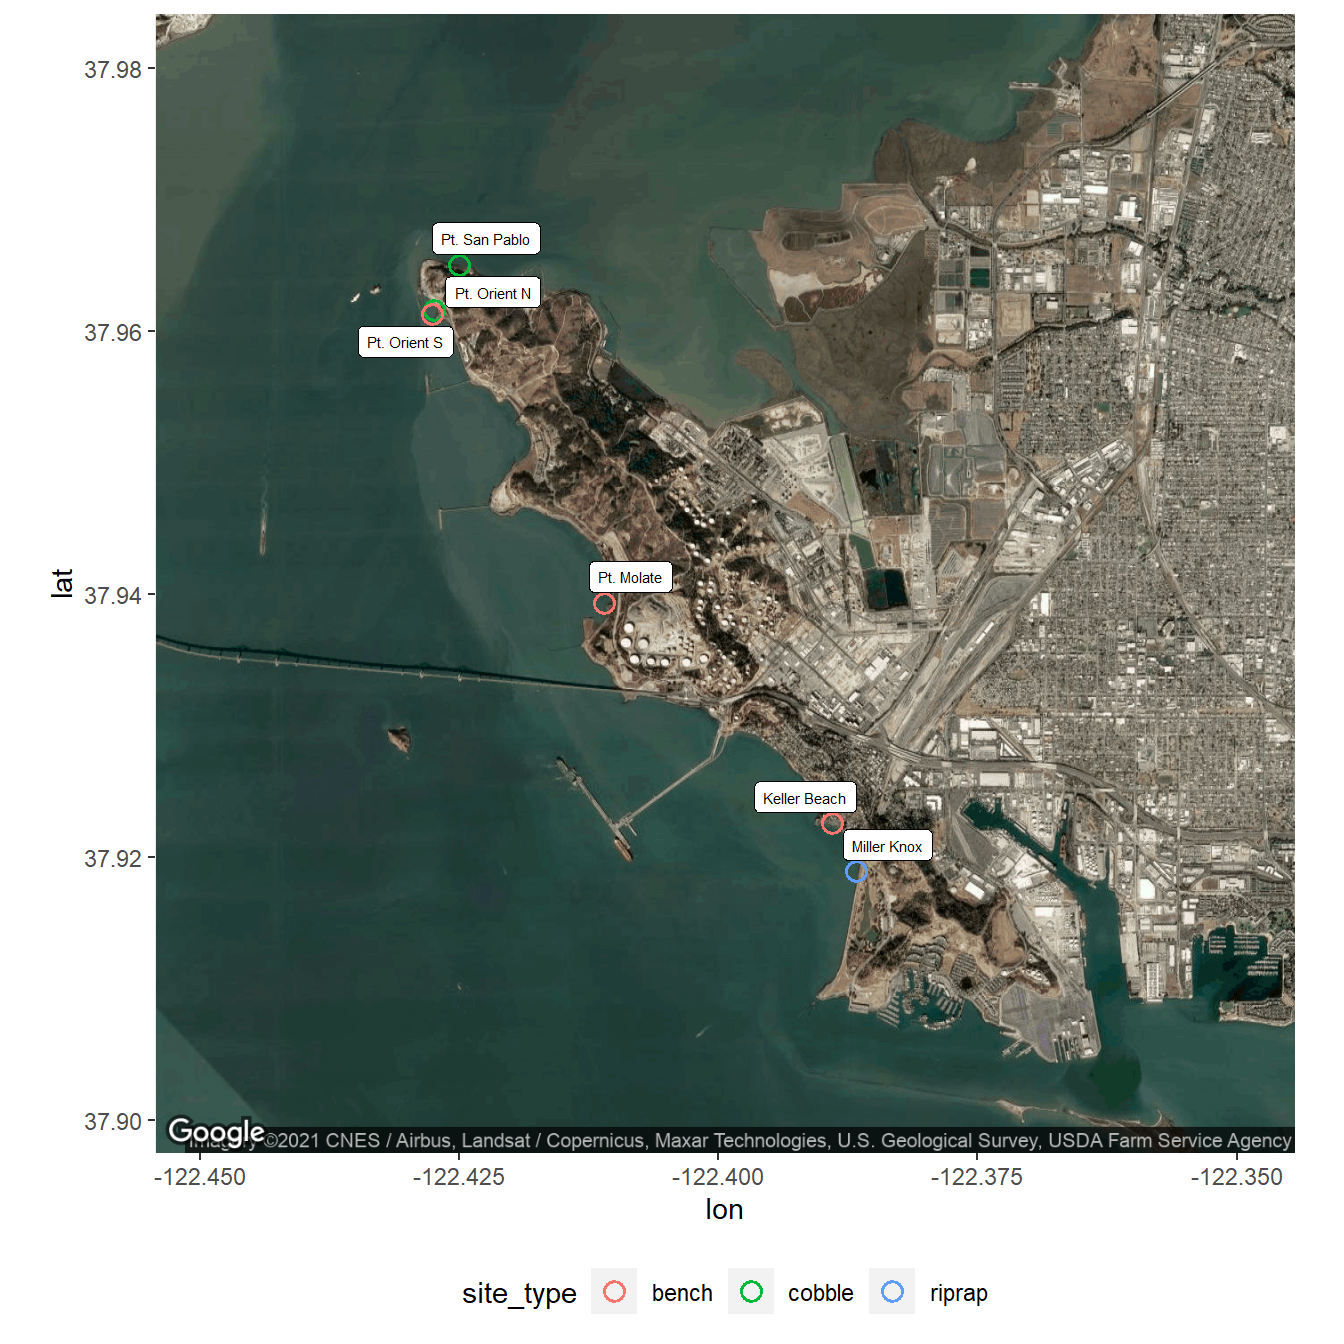 37.98
Pt. San Pablo
Pt. Orient N
37.96
Pt. Orient S
lat
Pt. Molate
37.94
Keller Beach
Miller Knox
37.92
37.90
Google
Imagery ©2021 CNES / Airbus, Landsat / Copernicus, Maxar Technologies, U.S. Geological Survey, USDA Farm Service Agency
-122.450 -122.425 -122.400 -122.375 -122.350
lon
site_type bench cobble riprap